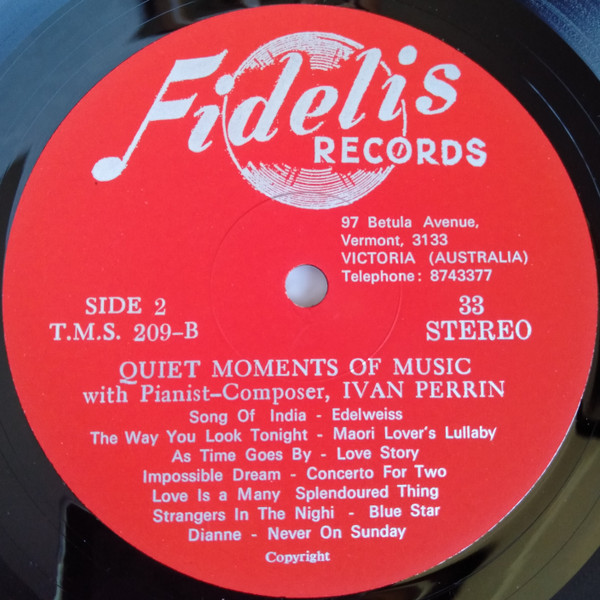 Fidelis
RECORDS
97 Betula Avenue,
Vermont, 3133
VICTORIA (AUSTRALIA)
Telephone: 8743377
SIDE 2
T.M.S. 209-B
33
STEREO
QUIET MOMENTS OF MUSIC
with Pianist-Composer, IVAN PERRIN
Song Of India - Edelweiss
The Way You Look Tonight - Maori Lover's Lullaby
As Time Goes By - Love Story
Impossible Dream - Concerto For Two
Love Is a Many Splendoured Thing
Strangers In The Nighi - Blue Star
Dianne - Never On Sunday
Copyright